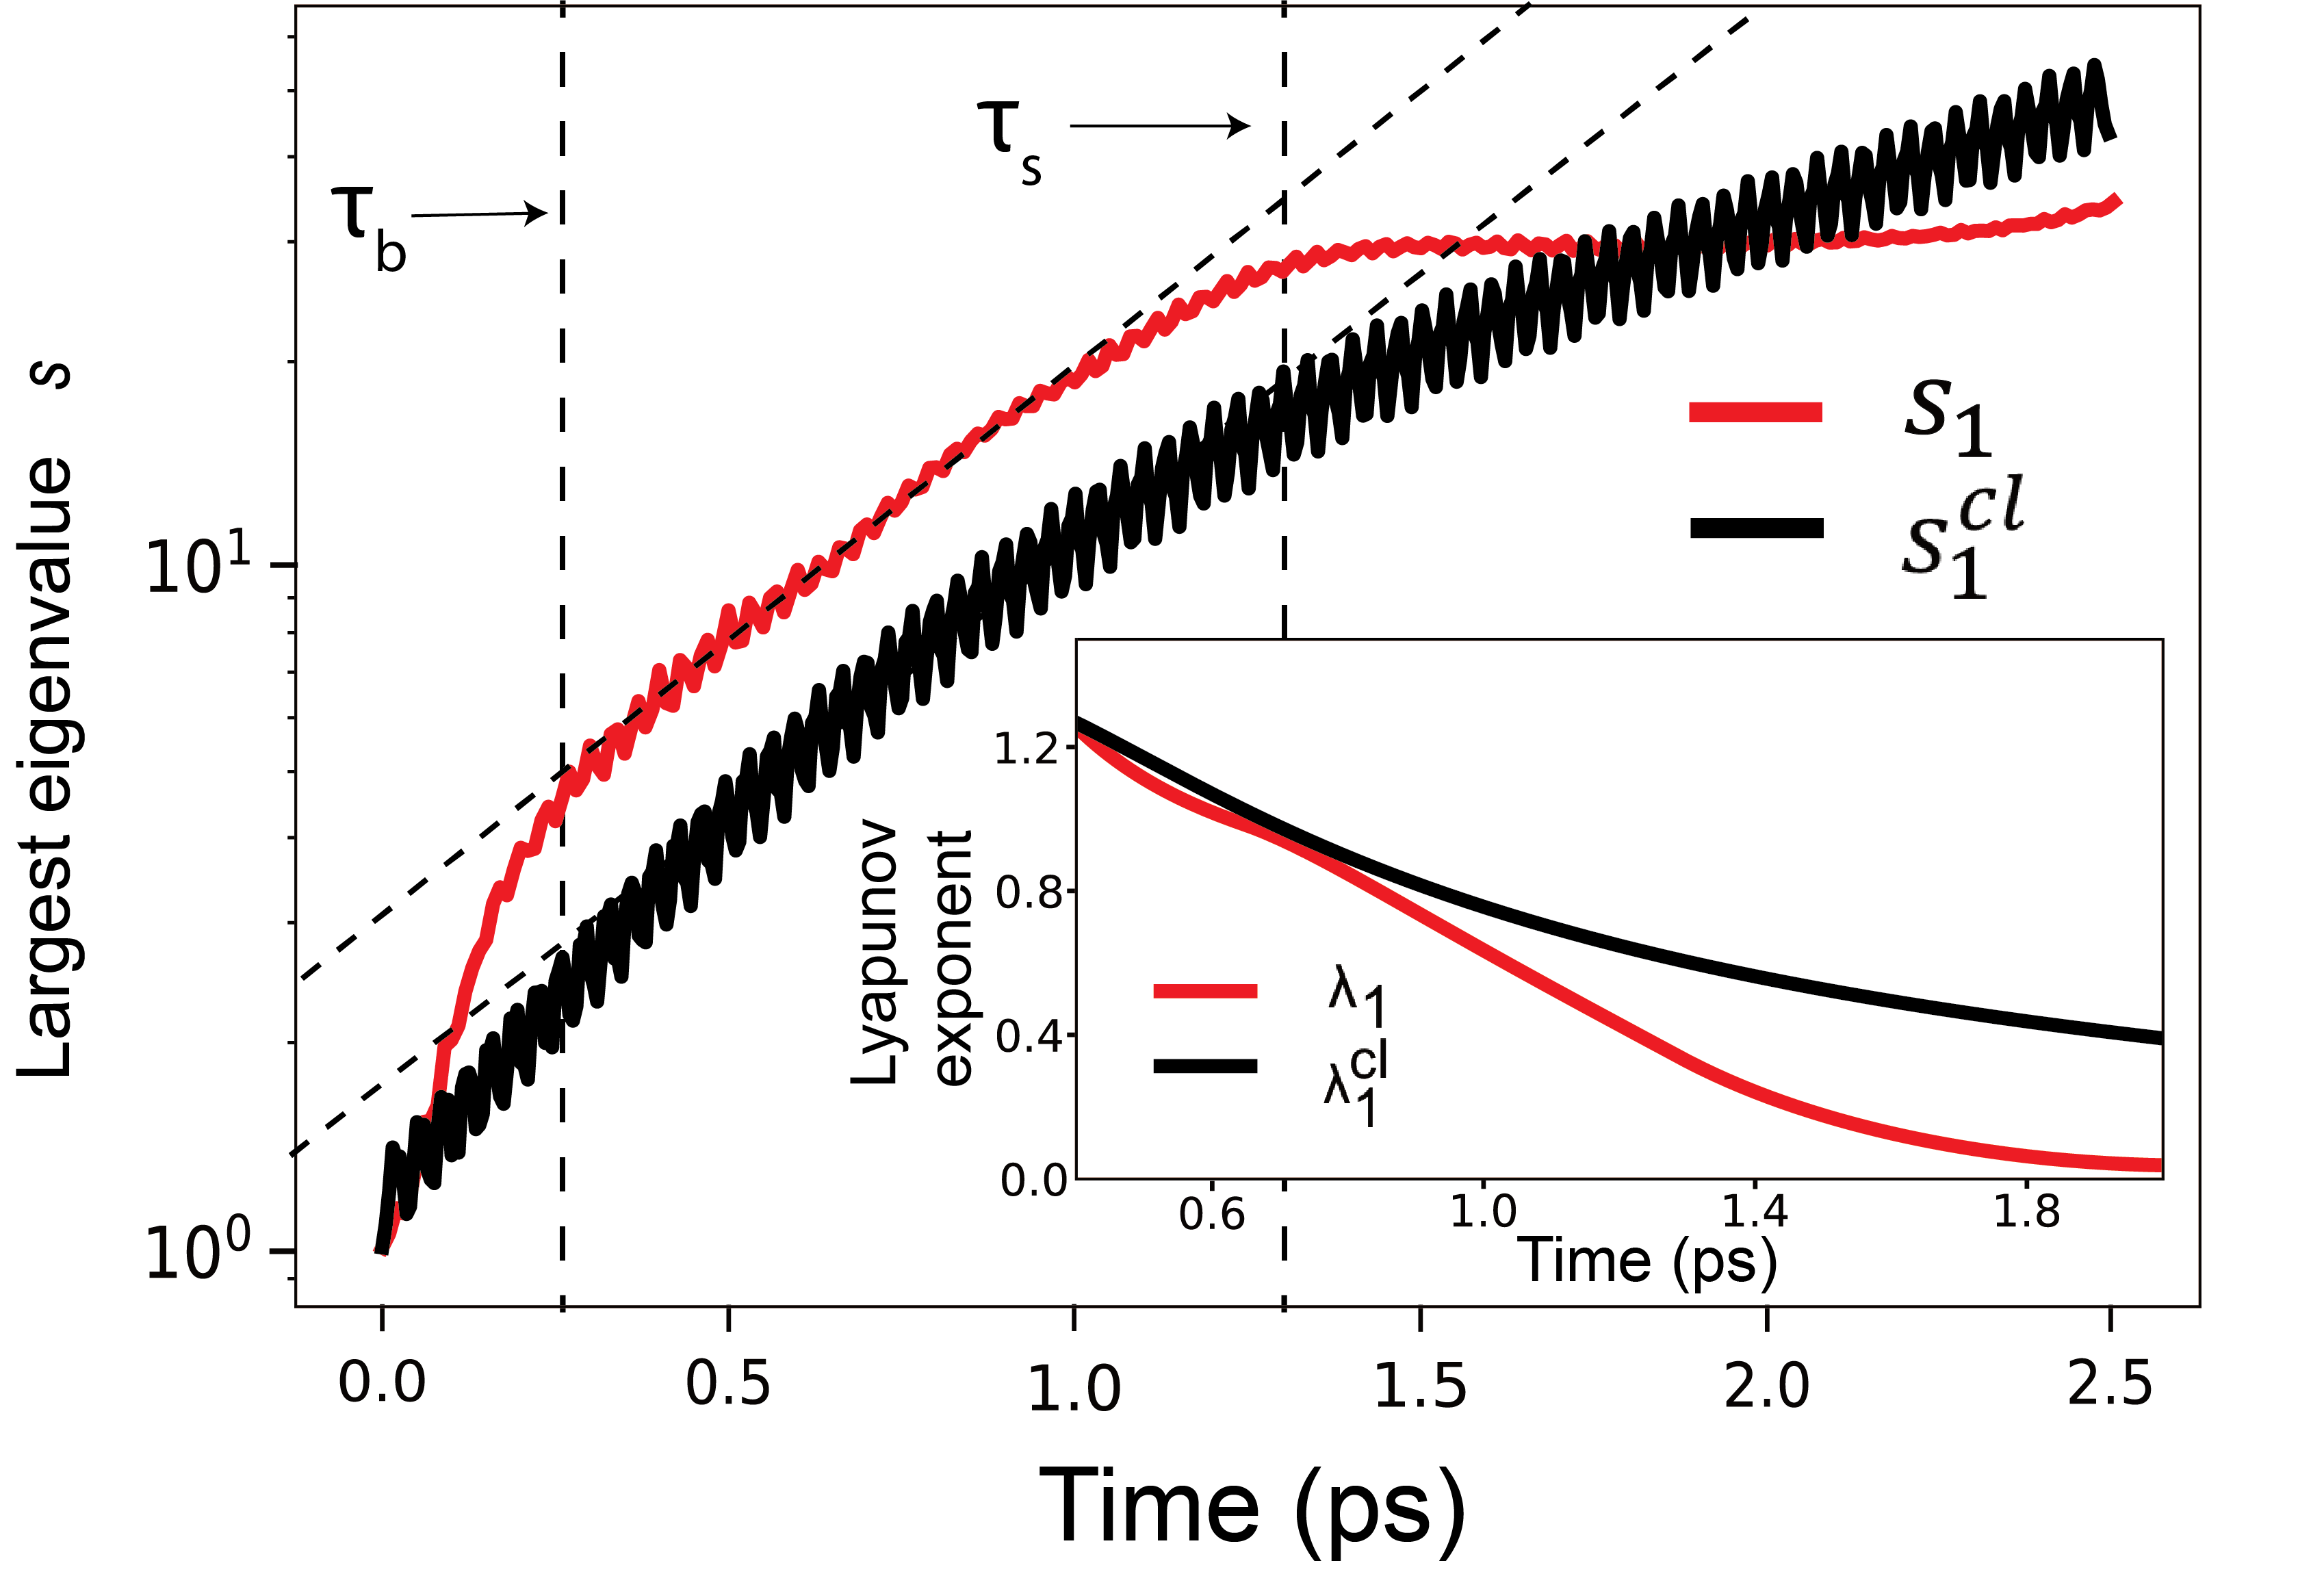 Largest eigenvalue s
10¹
10⁰
τb
τs
s₁
s₁ᶜˡ
Lyapunov
exponent
1.2
0.8
0.4
0.0
λ₁
λ₁ᶜˡ
0.6 1.0 1.4 1.8
Time (ps)
0.0 0.5 1.0 1.5 2.0 2.5
Time (ps)